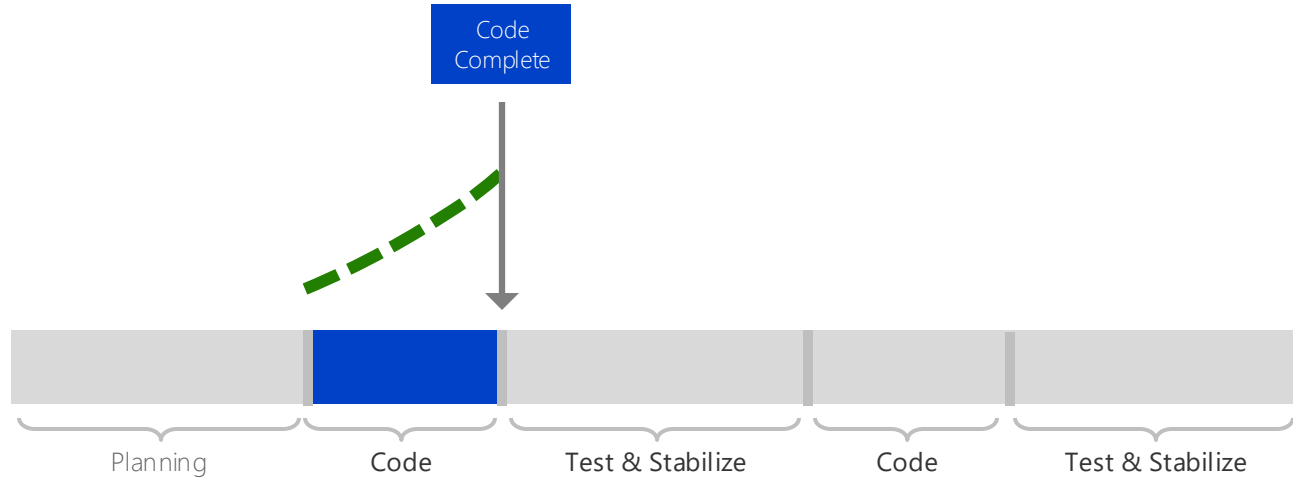 Code
Complete
Planning
Code
Test & Stabilize
Code
Test & Stabilize